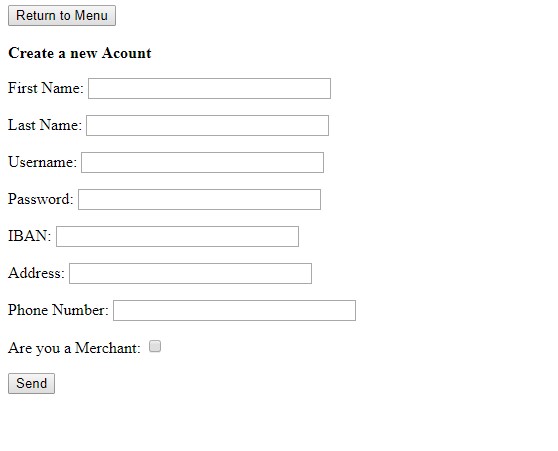 Return to Menu
Create a new Acount
First Name:
Last Name:
Username:
Password:
IBAN:
Address:
Phone Number:
Are you a Merchant:
Send